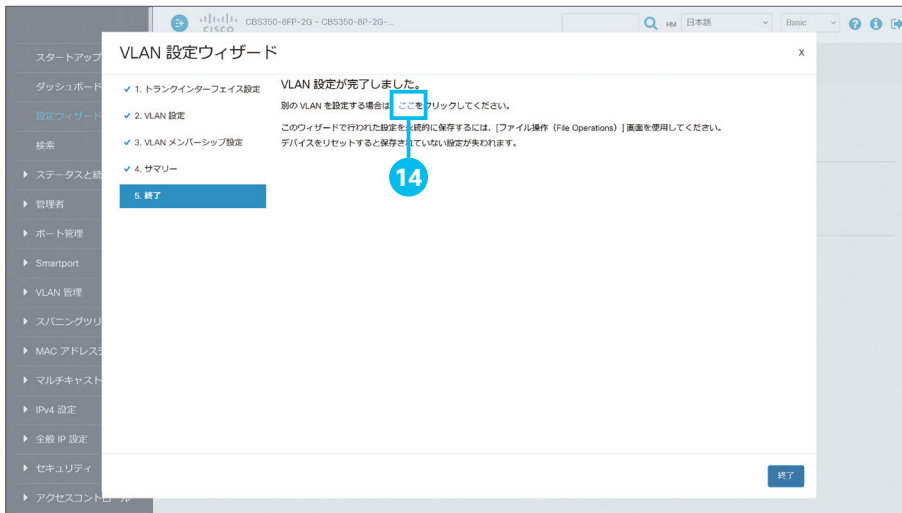 CBS350-8FP-2G - CBS350-8P-2G-...
CISCO
HM 日本語 Basic
スタートアップ
ダッシュボード
設定ウィザード
検索
ステータスと統
管理者
ポート管理
Smartport
VLAN 管理
スパニングツリ
MAC アドレステ
マルチキャスト
IPv4 設定
全般 IP 設定
セキュリティ
アクセスコントロール
VLAN 設定ウィザード
X
1. トランクインターフェイス設定
2. VLAN 設定
3. VLAN メンバーシップ設定
4. サマリー
5. 終了
VLAN 設定が完了しました。
別の VLAN を設定する場合は、ここをクリックしてください。
このウィザードで行われた設定を永続的に保存するには、[ファイル操作（File Operations）] 画面を使用してください。
デバイスをリセットすると保存されていない設定が失われます。
14
終了